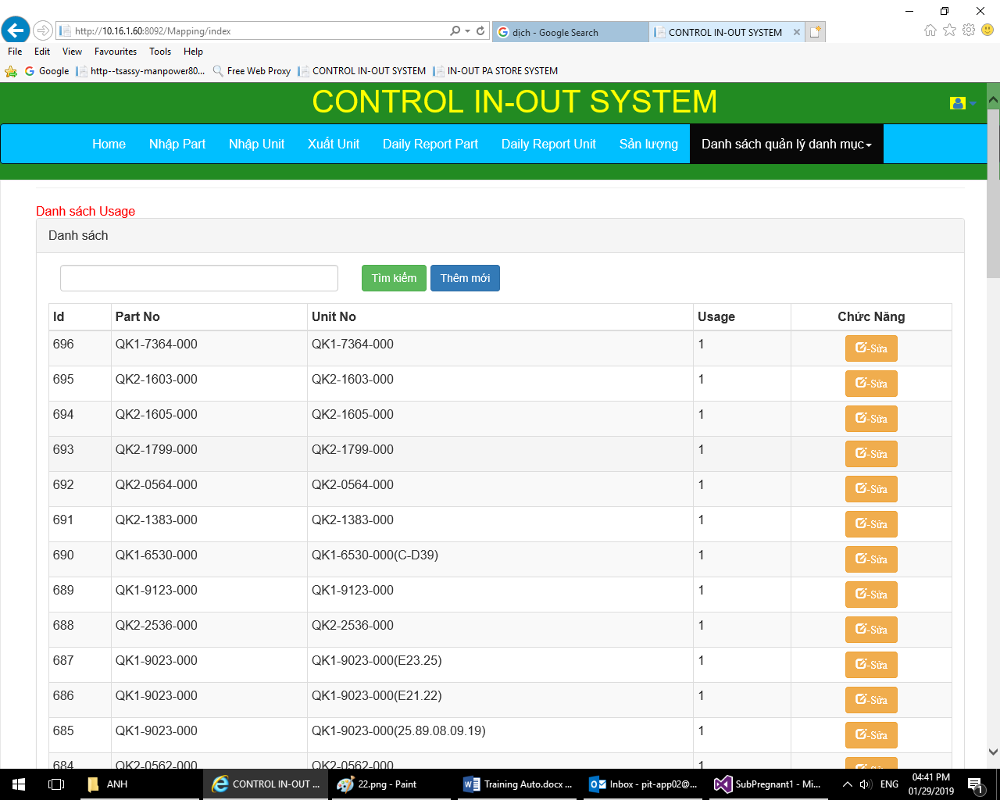 http://10.16.1.60:8092/Mapping/index
dịch - Google Search
CONTROL IN-OUT SYSTEM
File Edit View Favourites Tools Help
Google http--tsassy-manpower80... Free Web Proxy CONTROL IN-OUT SYSTEM IN-OUT PA STORE SYSTEM
CONTROL IN-OUT SYSTEM
Home Nhập Part Nhập Unit Xuất Unit Daily Report Part Daily Report Unit Sản lượng Danh sách quản lý danh mục
Danh sách Usage
Danh sách
Tìm kiếm Thêm mới
Id Part No Unit No Usage Chức Năng
696 QK1-7364-000 QK1-7364-000 1 -Sửa
695 QK2-1603-000 QK2-1603-000 1 -Sửa
694 QK2-1605-000 QK2-1605-000 1 -Sửa
693 QK2-1799-000 QK2-1799-000 1 -Sửa
692 QK2-0564-000 QK2-0564-000 1 -Sửa
691 QK2-1383-000 QK2-1383-000 1 -Sửa
690 QK1-6530-000 QK1-6530-000(C-D39) 1 -Sửa
689 QK1-9123-000 QK1-9123-000 1 -Sửa
688 QK2-2536-000 QK2-2536-000 1 -Sửa
687 QK1-9023-000 QK1-9023-000(E23.25) 1 -Sửa
686 QK1-9023-000 QK1-9023-000(E21.22) 1 -Sửa
685 QK1-9023-000 QK1-9023-000(25.89.08.09.19) 1 -Sửa
684 QK2-0562-000 QK2-0562-000 1
ANH CONTROL IN-OUT ... 22.png - Paint Training Auto.docx ... Inbox - pit-app02@... SubPregnant1 - Mi... ENG 04:41 PM
01/29/2019
1